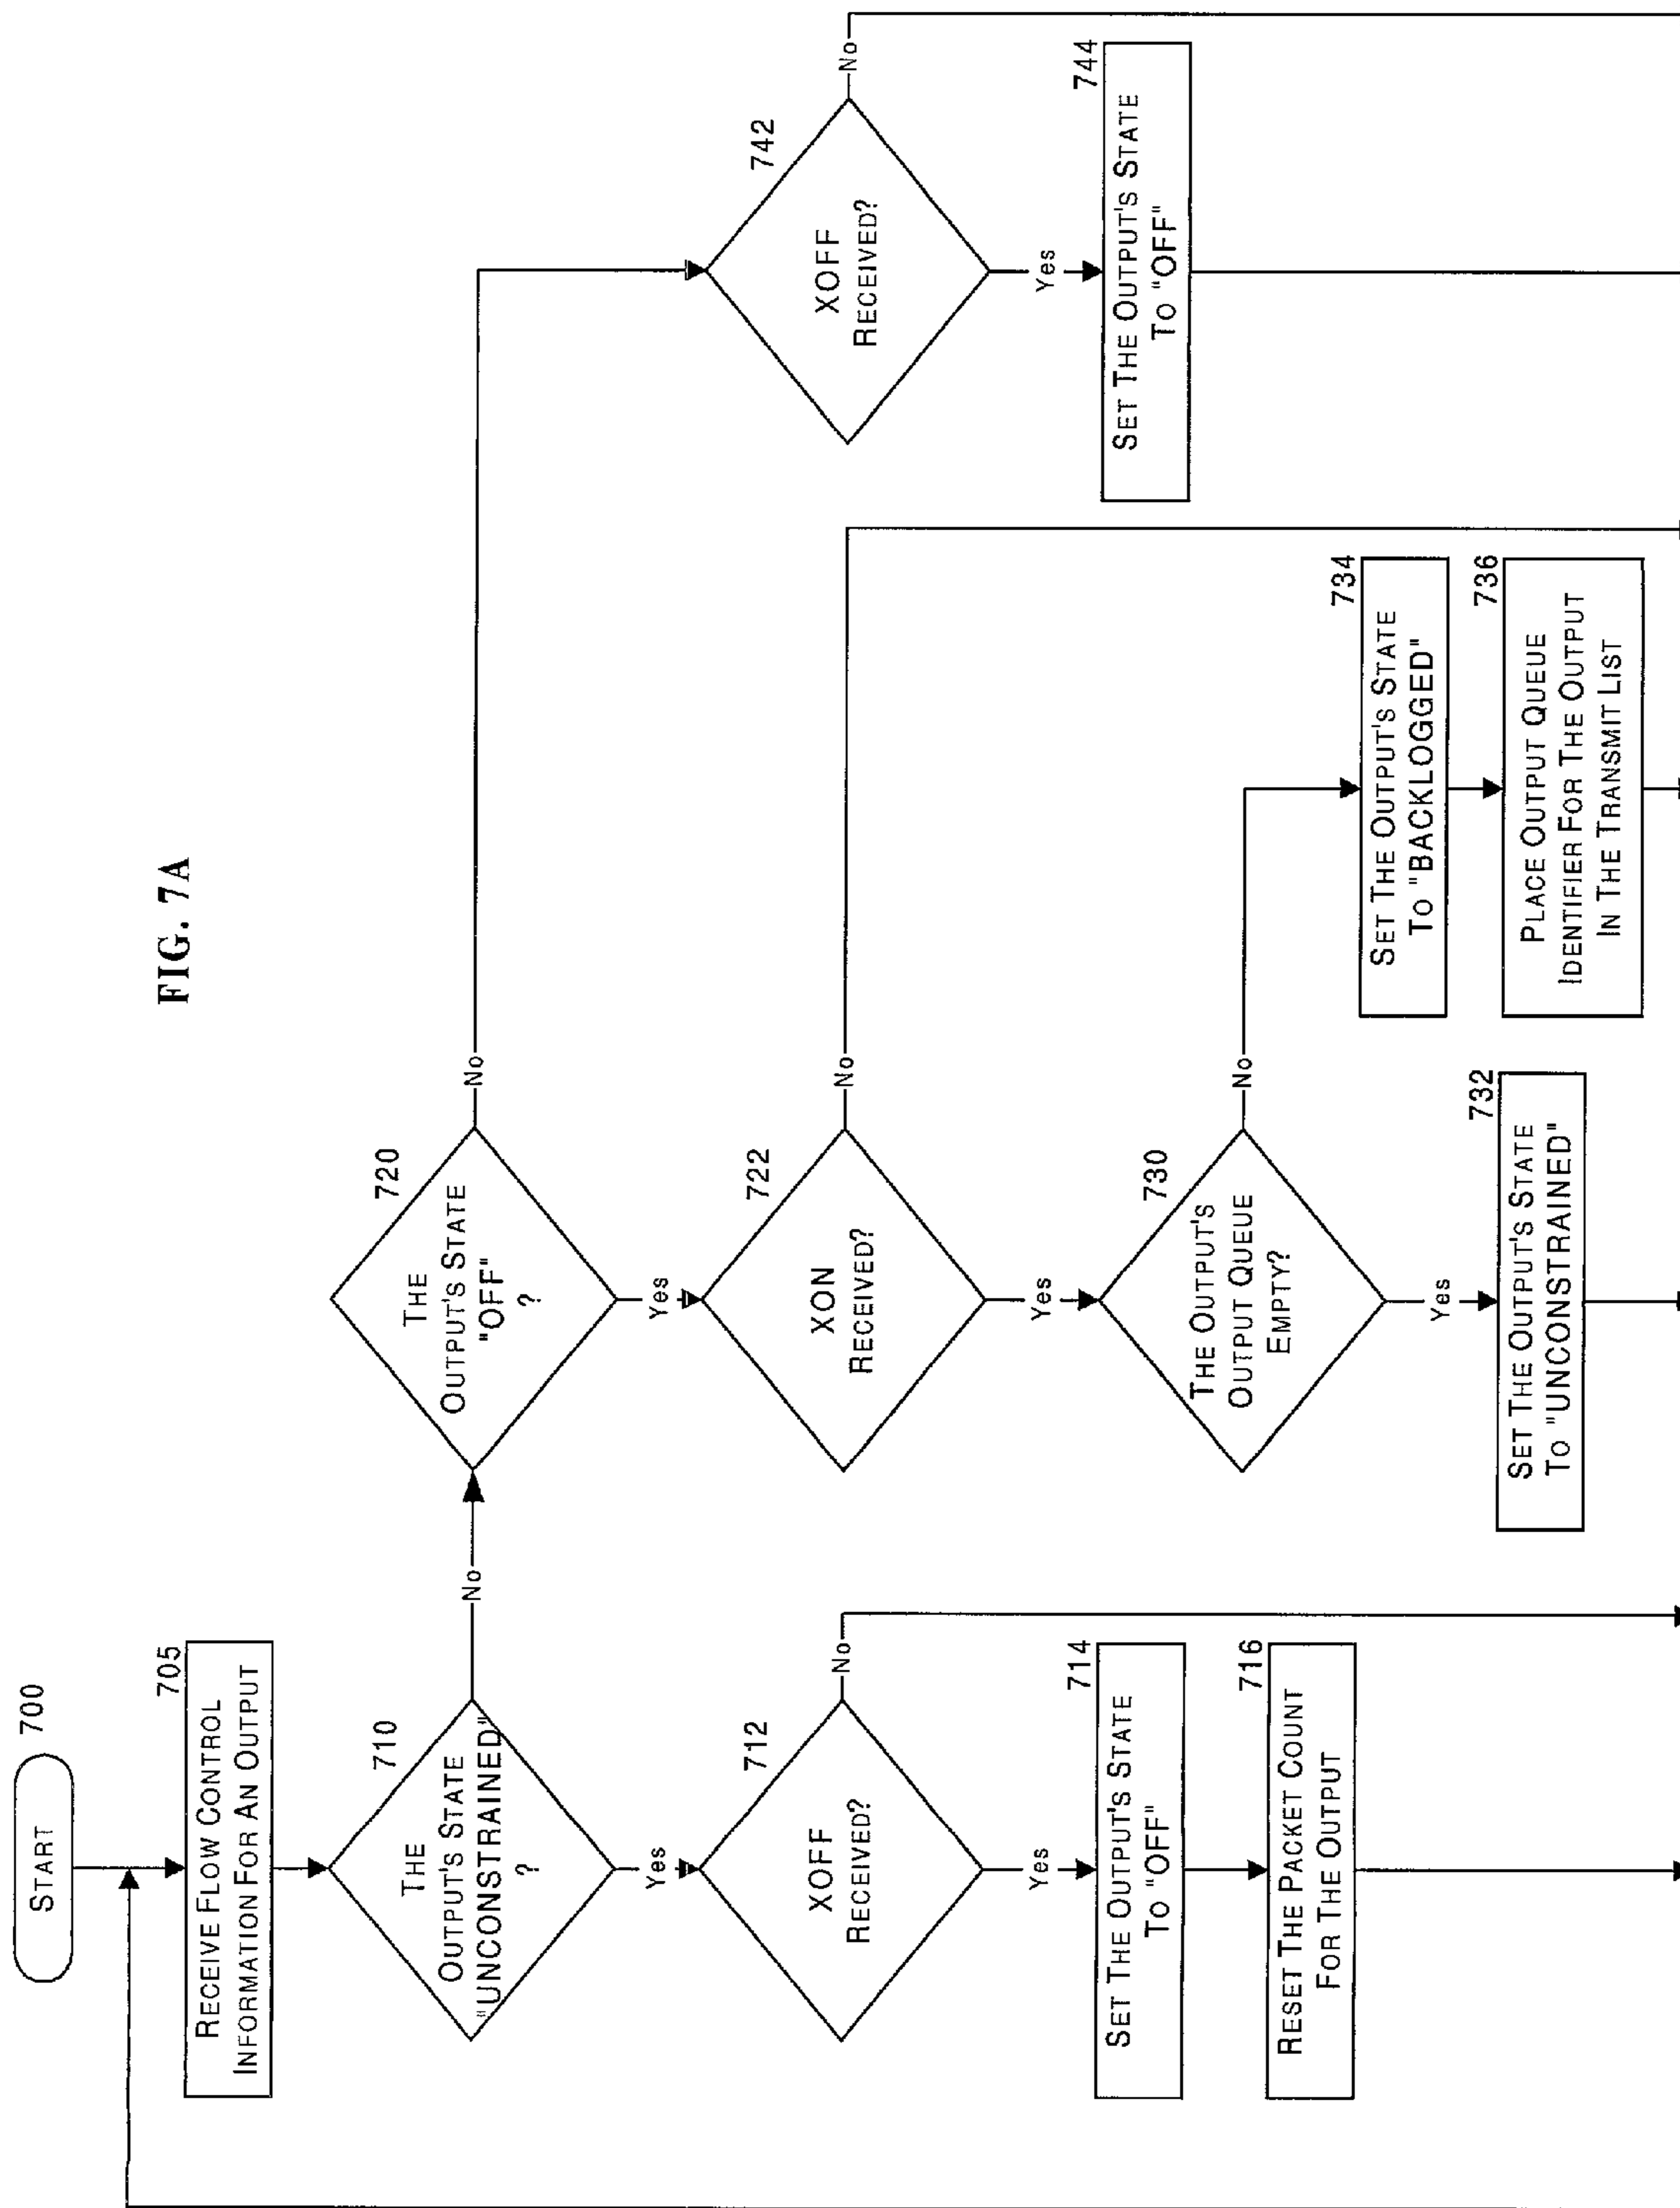 FIG. 7A
START
700
705
RECEIVE FLOW CONTROL
INFORMATION FOR AN OUTPUT
710
THE
OUTPUT'S STATE
"UNCONSTRAINED"
?
No
Yes
712
XOFF
RECEIVED?
No
Yes
714
SET THE OUTPUT'S STATE
TO "OFF"
716
RESET THE PACKET COUNT
FOR THE OUTPUT
720
THE
OUTPUT'S STATE
"OFF"
?
No
Yes
722
XON
RECEIVED?
No
Yes
730
THE OUTPUT'S
OUTPUT QUEUE
EMPTY?
No
Yes
732
SET THE OUTPUT'S STATE
TO "UNCONSTRAINED"
734
SET THE OUTPUT'S STATE
TO "BACKLOGGED"
736
PLACE OUTPUT QUEUE
IDENTIFIER FOR THE OUTPUT
IN THE TRANSMIT LIST
742
XOFF
RECEIVED?
No
Yes
744
SET THE OUTPUT'S STATE
TO "OFF"